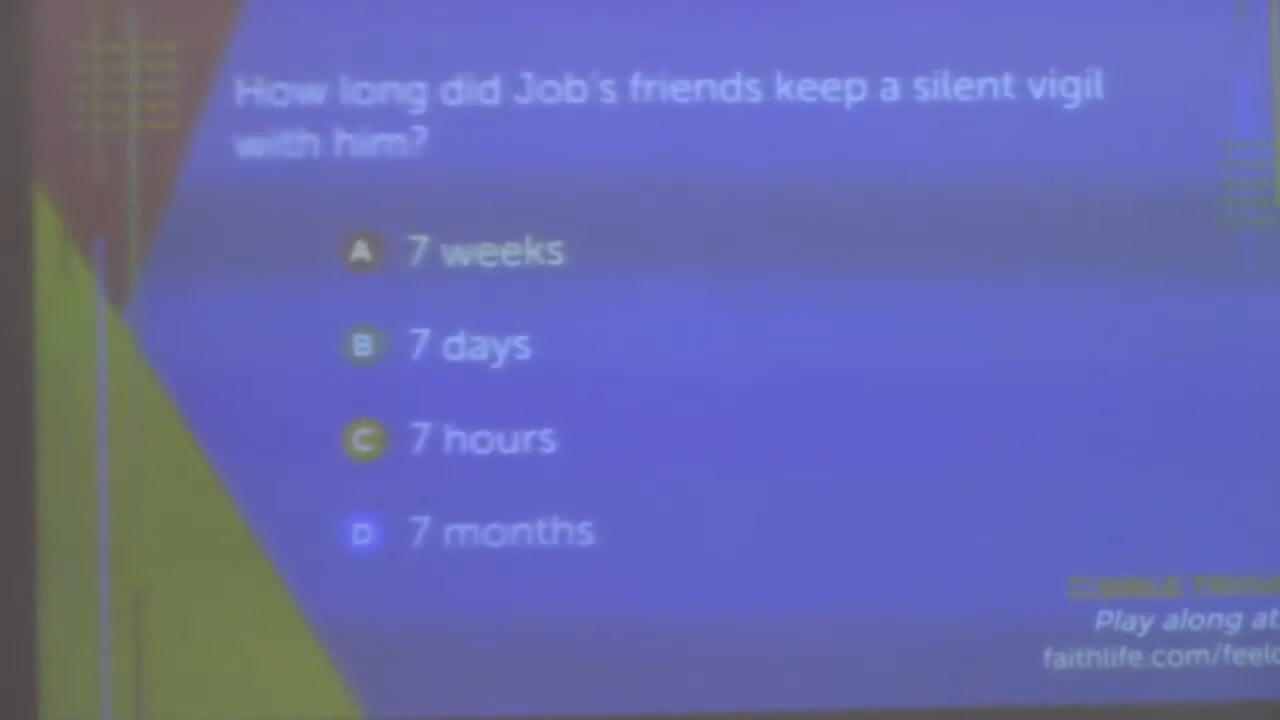 How long did Job's friends keep a silent vigil
with him?
A 7 weeks
B 7 days
C 7 hours
D 7 months
Play along at
faithlife.com/feel